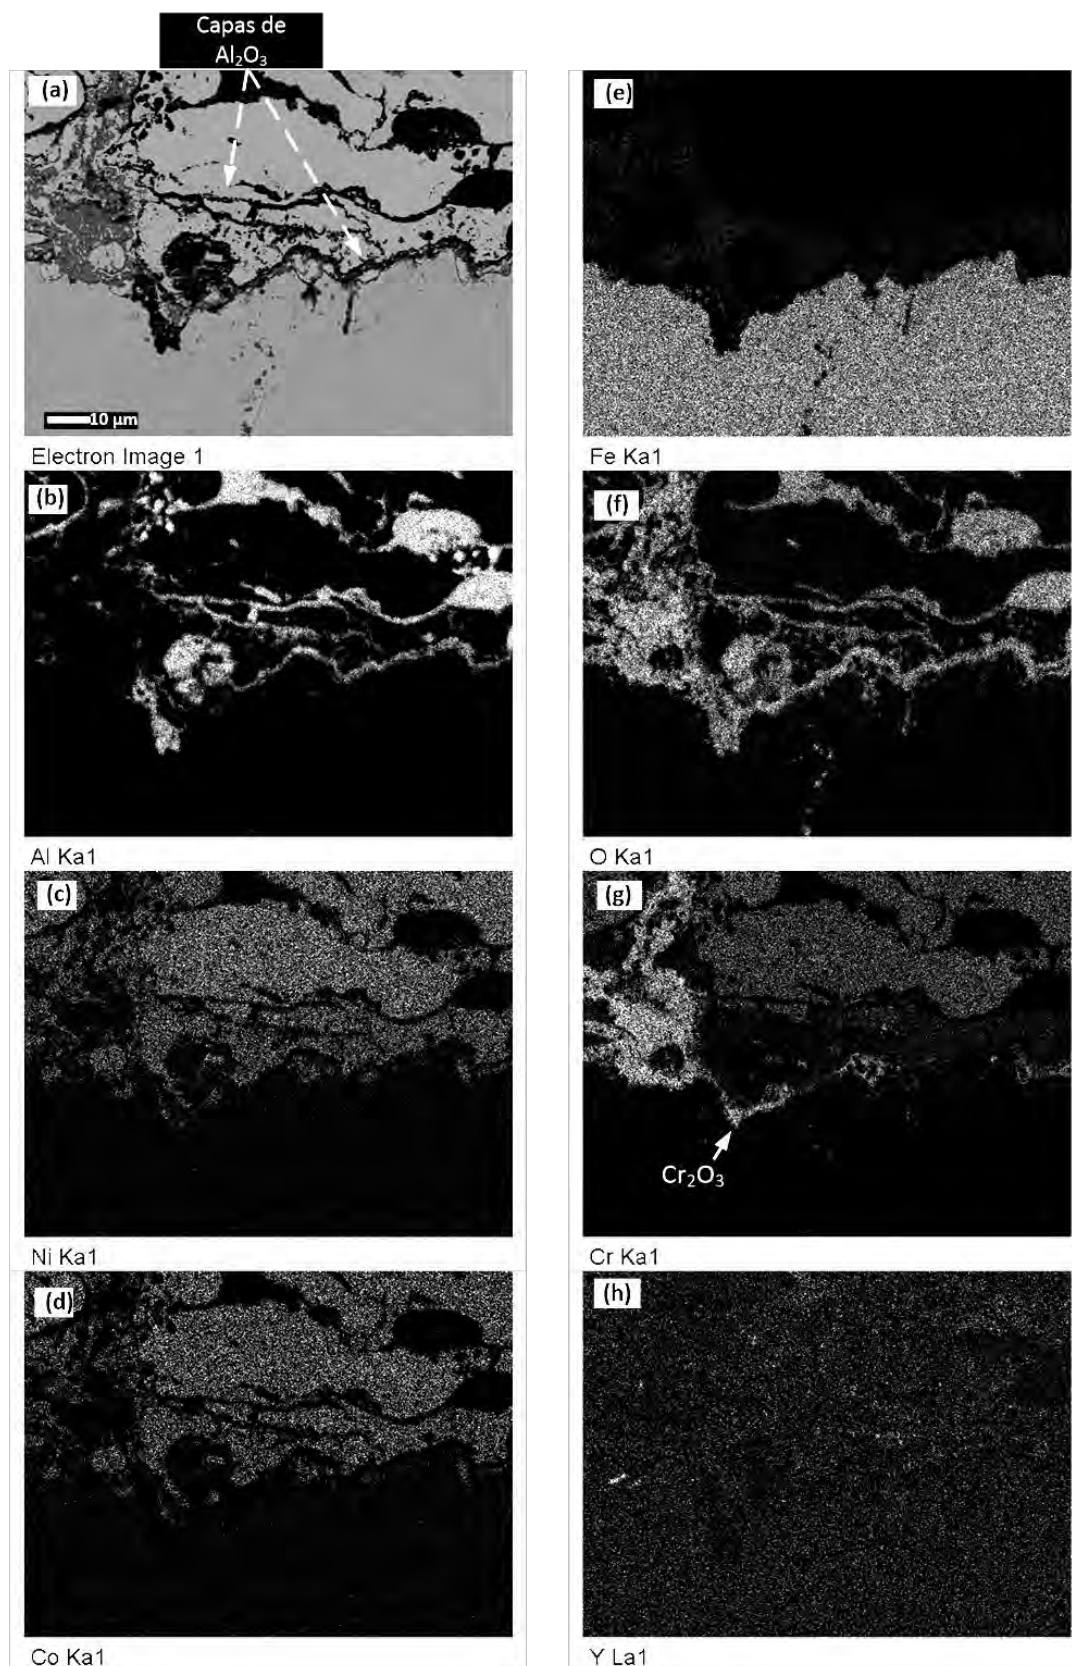 Capas de
Al₂O₃
(a)
10 µm
Electron Image 1
(b)
Al Ka1
(c)
Ni Ka1
(d)
Co Ka1
(e)
Fe Ka1
(f)
O Ka1
(g)
Cr₂O₃
Cr Ka1
(h)
Y La1